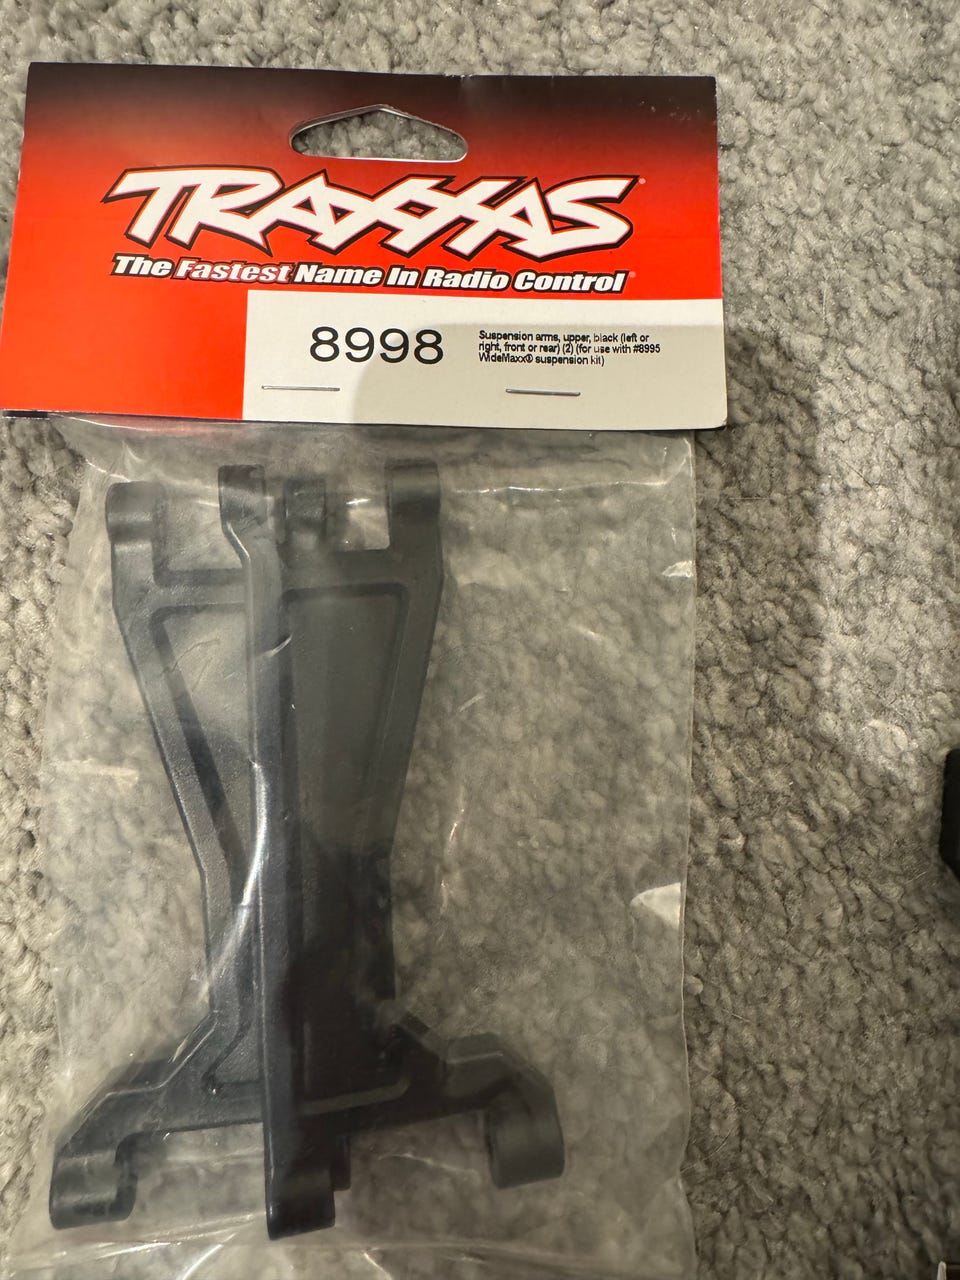 TRAXXAS
The Fastest Name In Radio Control
8998
Suspension arms, upper, black (left or
right, front or rear) (2) (for use with #8995
WideMaxx® suspension kit)